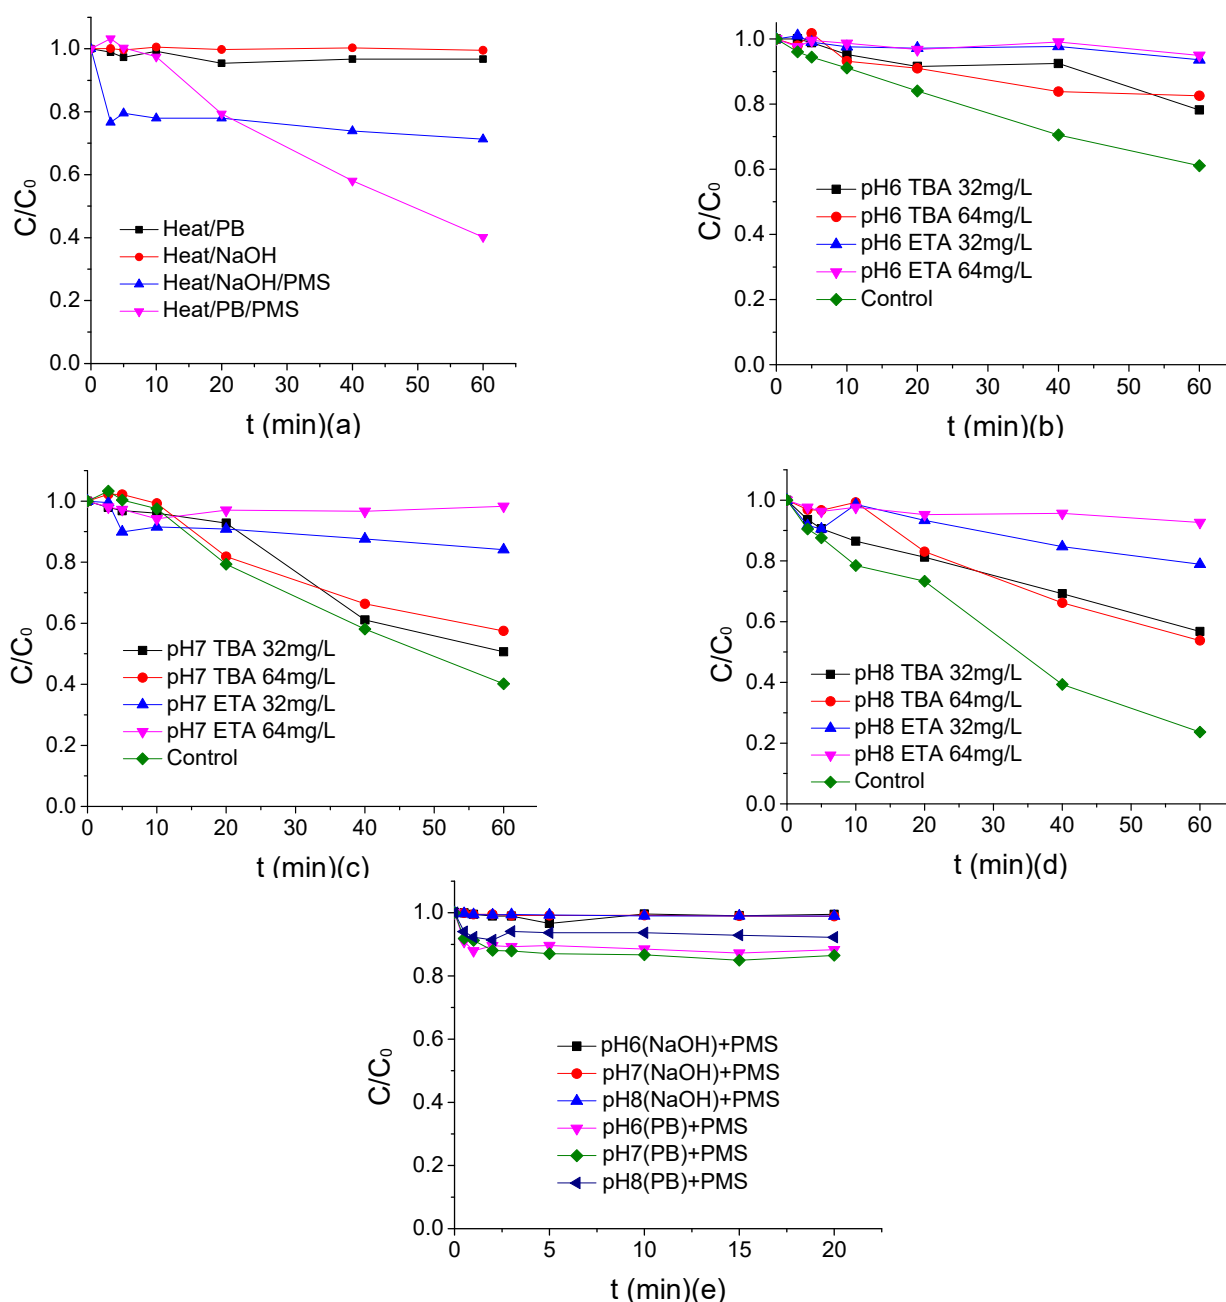 1.0
0.8
0.6
0.4
0.2
0.0
C/C₀
Heat/PB
Heat/NaOH
Heat/NaOH/PMS
Heat/PB/PMS
0 10 20 30 40 50 60
t (min)(a)
1.0
0.8
0.6
0.4
0.2
0.0
C/C₀
pH6 TBA 32mg/L
pH6 TBA 64mg/L
pH6 ETA 32mg/L
pH6 ETA 64mg/L
Control
0 10 20 30 40 50 60
t (min)(b)
1.0
0.8
0.6
0.4
0.2
0.0
C/C₀
pH7 TBA 32mg/L
pH7 TBA 64mg/L
pH7 ETA 32mg/L
pH7 ETA 64mg/L
Control
0 10 20 30 40 50 60
t (min)(c)
1.0
0.8
0.6
0.4
0.2
0.0
C/C₀
pH8 TBA 32mg/L
pH8 TBA 64mg/L
pH8 ETA 32mg/L
pH8 ETA 64mg/L
Control
0 10 20 30 40 50 60
t (min)(d)
1.0
0.8
0.6
0.4
0.2
0.0
C/C₀
pH6(NaOH)+PMS
pH7(NaOH)+PMS
pH8(NaOH)+PMS
pH6(PB)+PMS
pH7(PB)+PMS
pH8(PB)+PMS
0 5 10 15 20
t (min)(e)